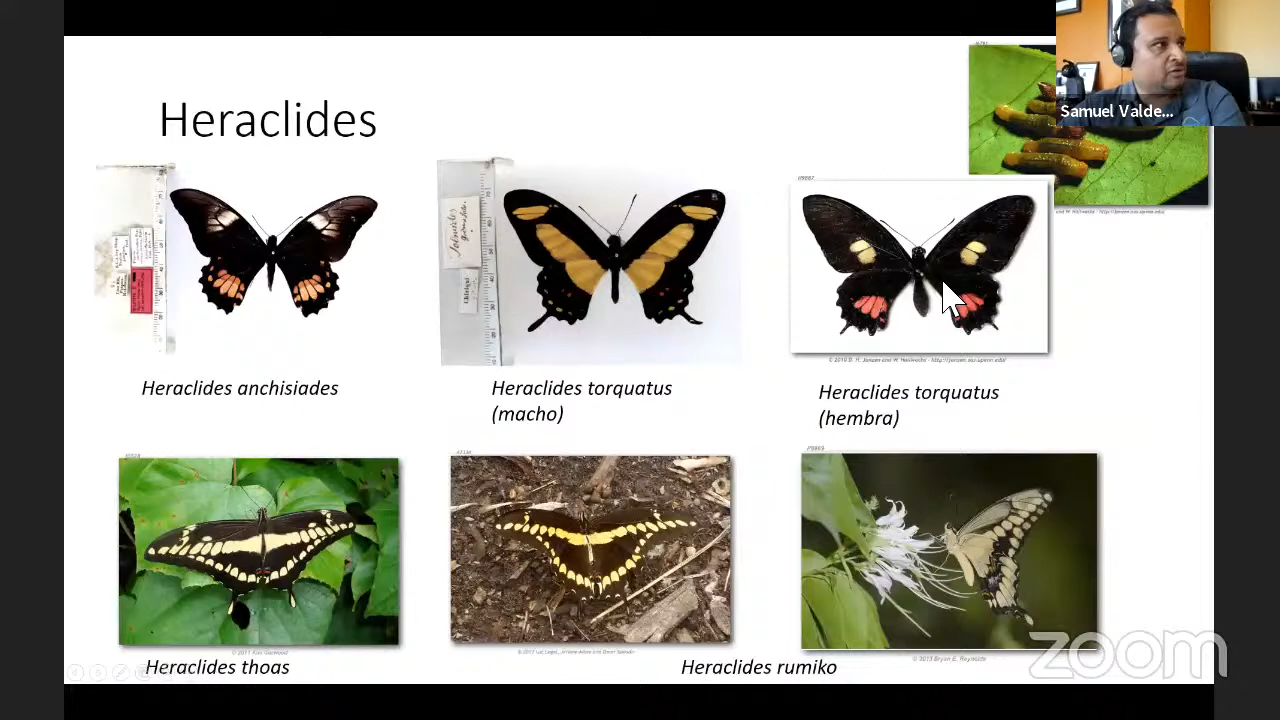 Samuel Valde...
Heraclides
Heraclides anchisiades
Heraclides torquatus
(macho)
Heraclides torquatus
(hembra)
Heraclides thoas
Heraclides rumiko
zoom